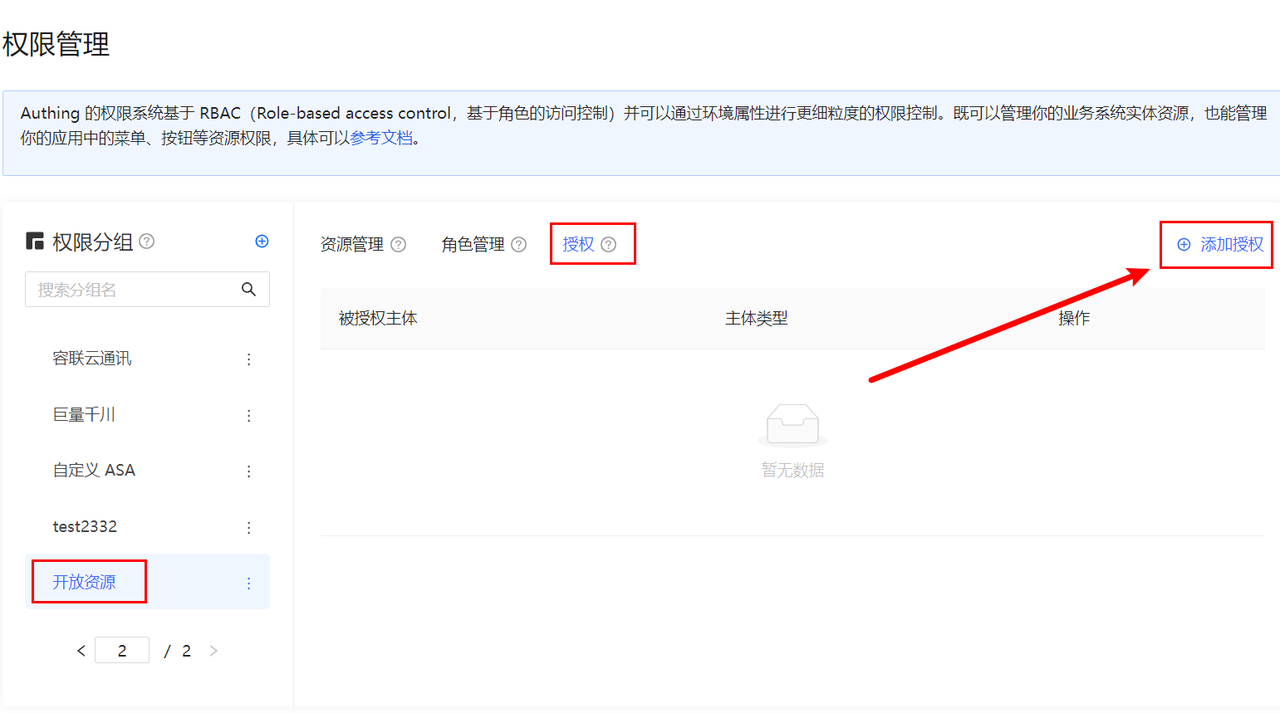 权限管理
Authing 的权限系统基于 RBAC（Role-based access control，基于角色的访问控制）并可以通过环境属性进行更细粒度的权限控制。既可以管理你的业务系统实体资源，也能管理
你的应用中的菜单、按钮等资源权限，具体可以参考文档。
权限分组
搜索分组名
容联云通讯
巨量千川
自定义 ASA
test2332
开放资源
2 / 2
资源管理 角色管理 授权 添加授权
被授权主体 主体类型 操作
暂无数据